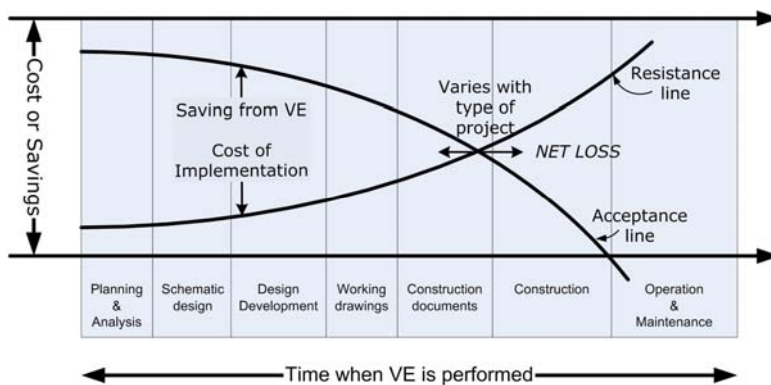 Cost or Savings
Saving from VE
Cost of
Implementation
Varies with
type of
project
NET LOSS
Resistance
line
Acceptance
line
Planning
&
Analysis
Schematic
design
Design
Development
Working
drawings
Construction
documents
Construction
Operation
&
Maintenance
Time when VE is performed